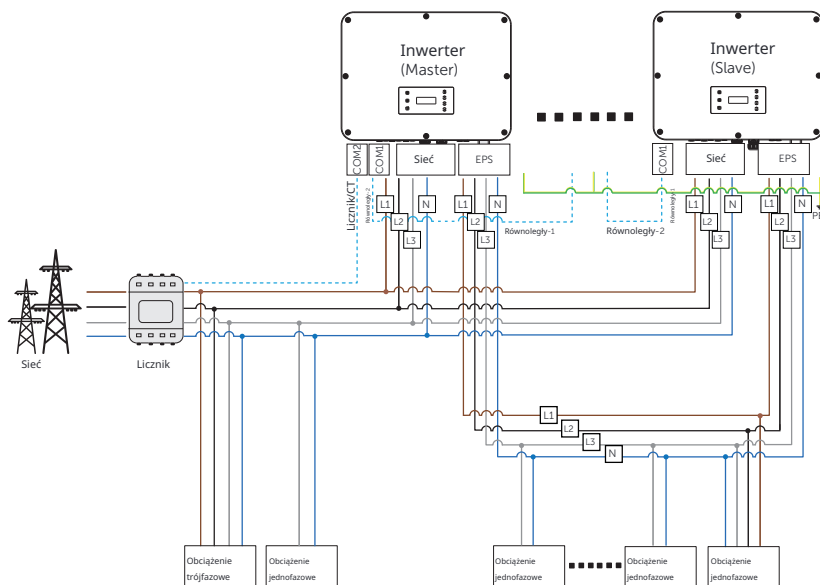 Inwerter
(Master)
Inwerter
(Slave)
COM2
COM1
Sieć
EPS
COM1
Sieć
EPS
Licznik/CT
Równoległy-2
L1
L2
L3
N
L1
L2
L3
N
Równoległy-1
Równoległy-2
Równoległy-1
L1
L2
L3
N
L1
L2
L3
N
PE
Sieć
Licznik
L1
L2
L3
N
Obciążenie
trójfazowe
Obciążenie
jednofazowe
Obciążenie
jednofazowe
Obciążenie
jednofazowe
Obciążenie
jednofazowe